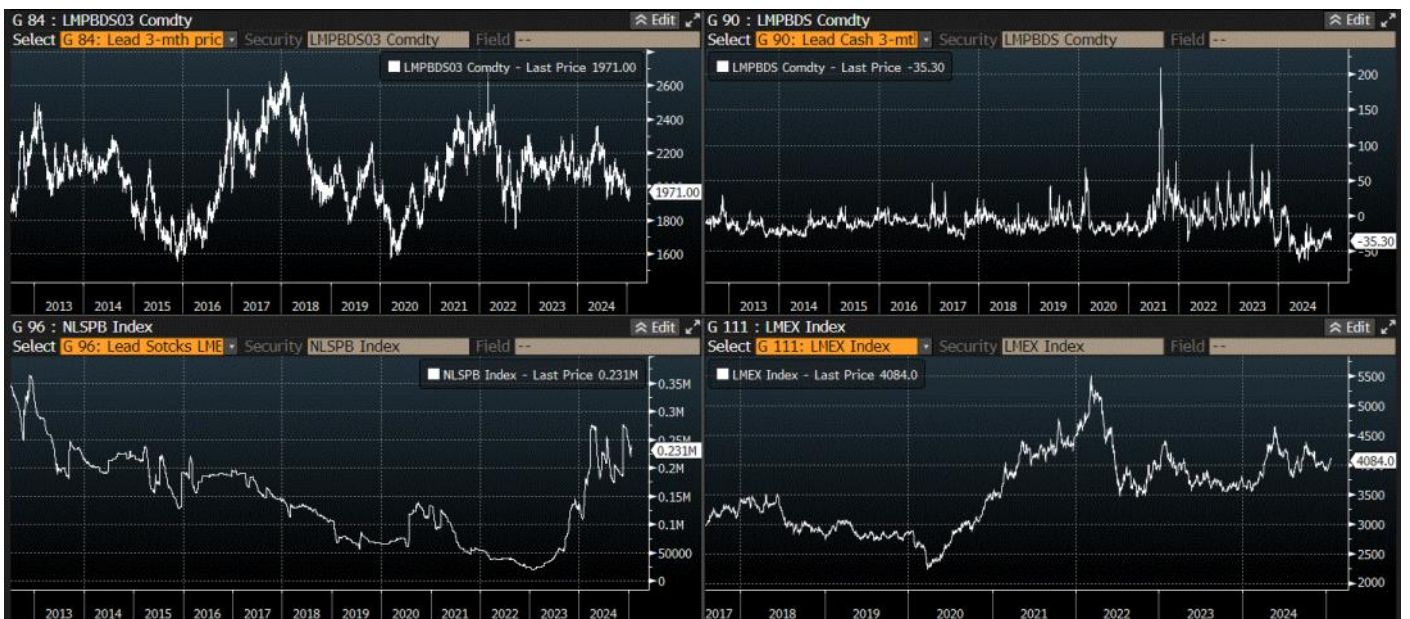 G 84 : LMPBDS03 Comdty
Edit
Select G 84: Lead 3-mth pric Security LMPBDS03 Comdty Field --
LMPBDS03 Comdty - Last Price 1971.00
2600
2400
2200
1971.00
1800
1600
2013 2014 2015 2016 2017 2018 2019 2020 2021 2022 2023 2024
G 90 : LMPBDS Comdty
Edit
Select G 90: Lead Cash 3-mtl Security LMPBDS Comdty Field --
LMPBDS Comdty - Last Price -35.30
200
150
100
50
0
-35.30
-50
2013 2014 2015 2016 2017 2018 2019 2020 2021 2022 2023 2024
G 96 : NLSPB Index
Edit
Select G 96: Lead Sotcks LME Security NLSPB Index Field --
NLSPB Index - Last Price 0.231M
0.35M
0.3M
0.25M
0.231M
0.2M
0.15M
0.1M
50000
0
2013 2014 2015 2016 2017 2018 2019 2020 2021 2022 2023 2024
G 111 : LMEX Index
Edit
Select G 111: LMEX Index Security LMEX Index Field --
LMEX Index - Last Price 4084.0
5500
5000
4500
4084.0
3500
3000
2500
2000
2017 2018 2019 2020 2021 2022 2023 2024